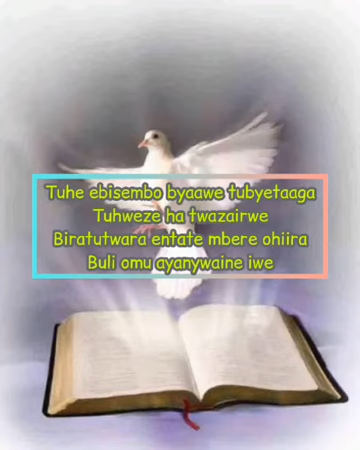 Tuhe ebisembo byaawe tubyetaaga
Tuhweze ha twazairwe
Biratutwara entate mbere ohiira
Buli omu ayanywaine iwe